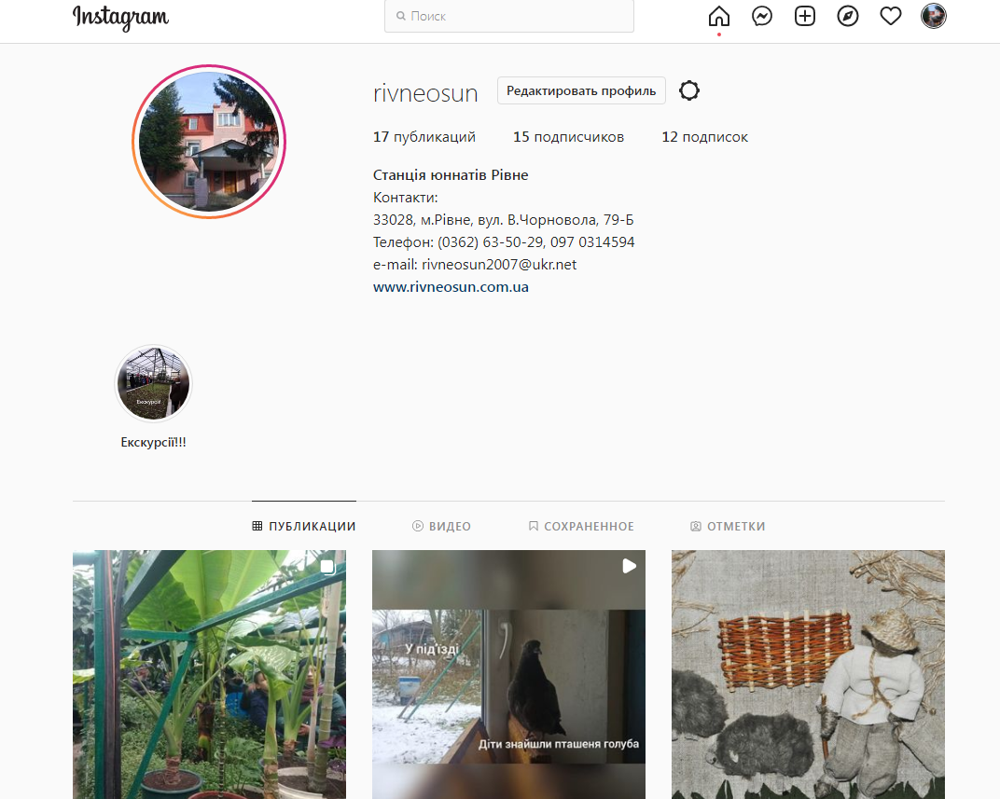 Instagram
Поиск
rivneosun
Редактировать профиль
17 публикаций 15 подписчиков 12 подписок
Станція юннатів Рівне
Контакти:
33028, м.Рівне, вул. В.Чорновола, 79-Б
Телефон: (0362) 63-50-29, 097 0314594
e-mail: rivneosun2007@ukr.net
www.rivneosun.com.ua
Екскурсії!
Екскурсії!!!
ПУБЛИКАЦИИ ВИДЕО СОХРАНЕННОЕ ОТМЕТКИ
У під'їзді
Діти знайшли пташеня голуба